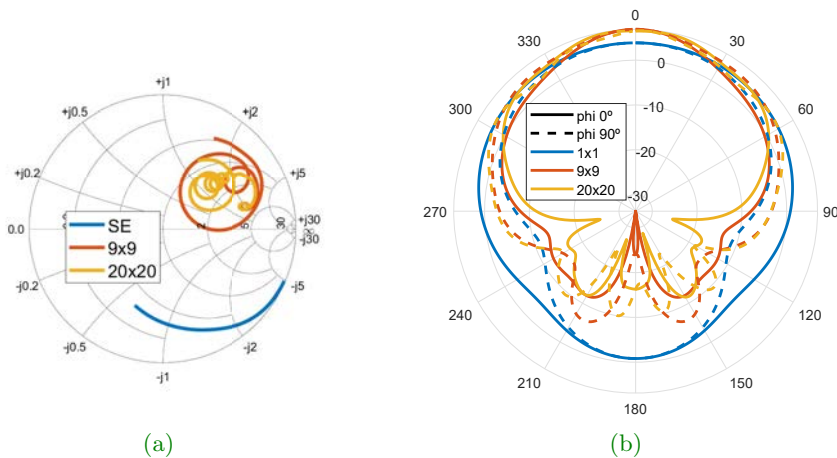 +j1
+j0.5
+j2
+j0.2
+j5
0.0
2
5
30
+j30
-j30
-j0.2
-j5
-j0.5
-j2
-j1
SE
9x9
20x20
(a)
0
330
30
300
60
270
90
240
120
210
150
180
0
-10
-20
-30
phi 0º
phi 90º
1x1
9x9
20x20
(b)